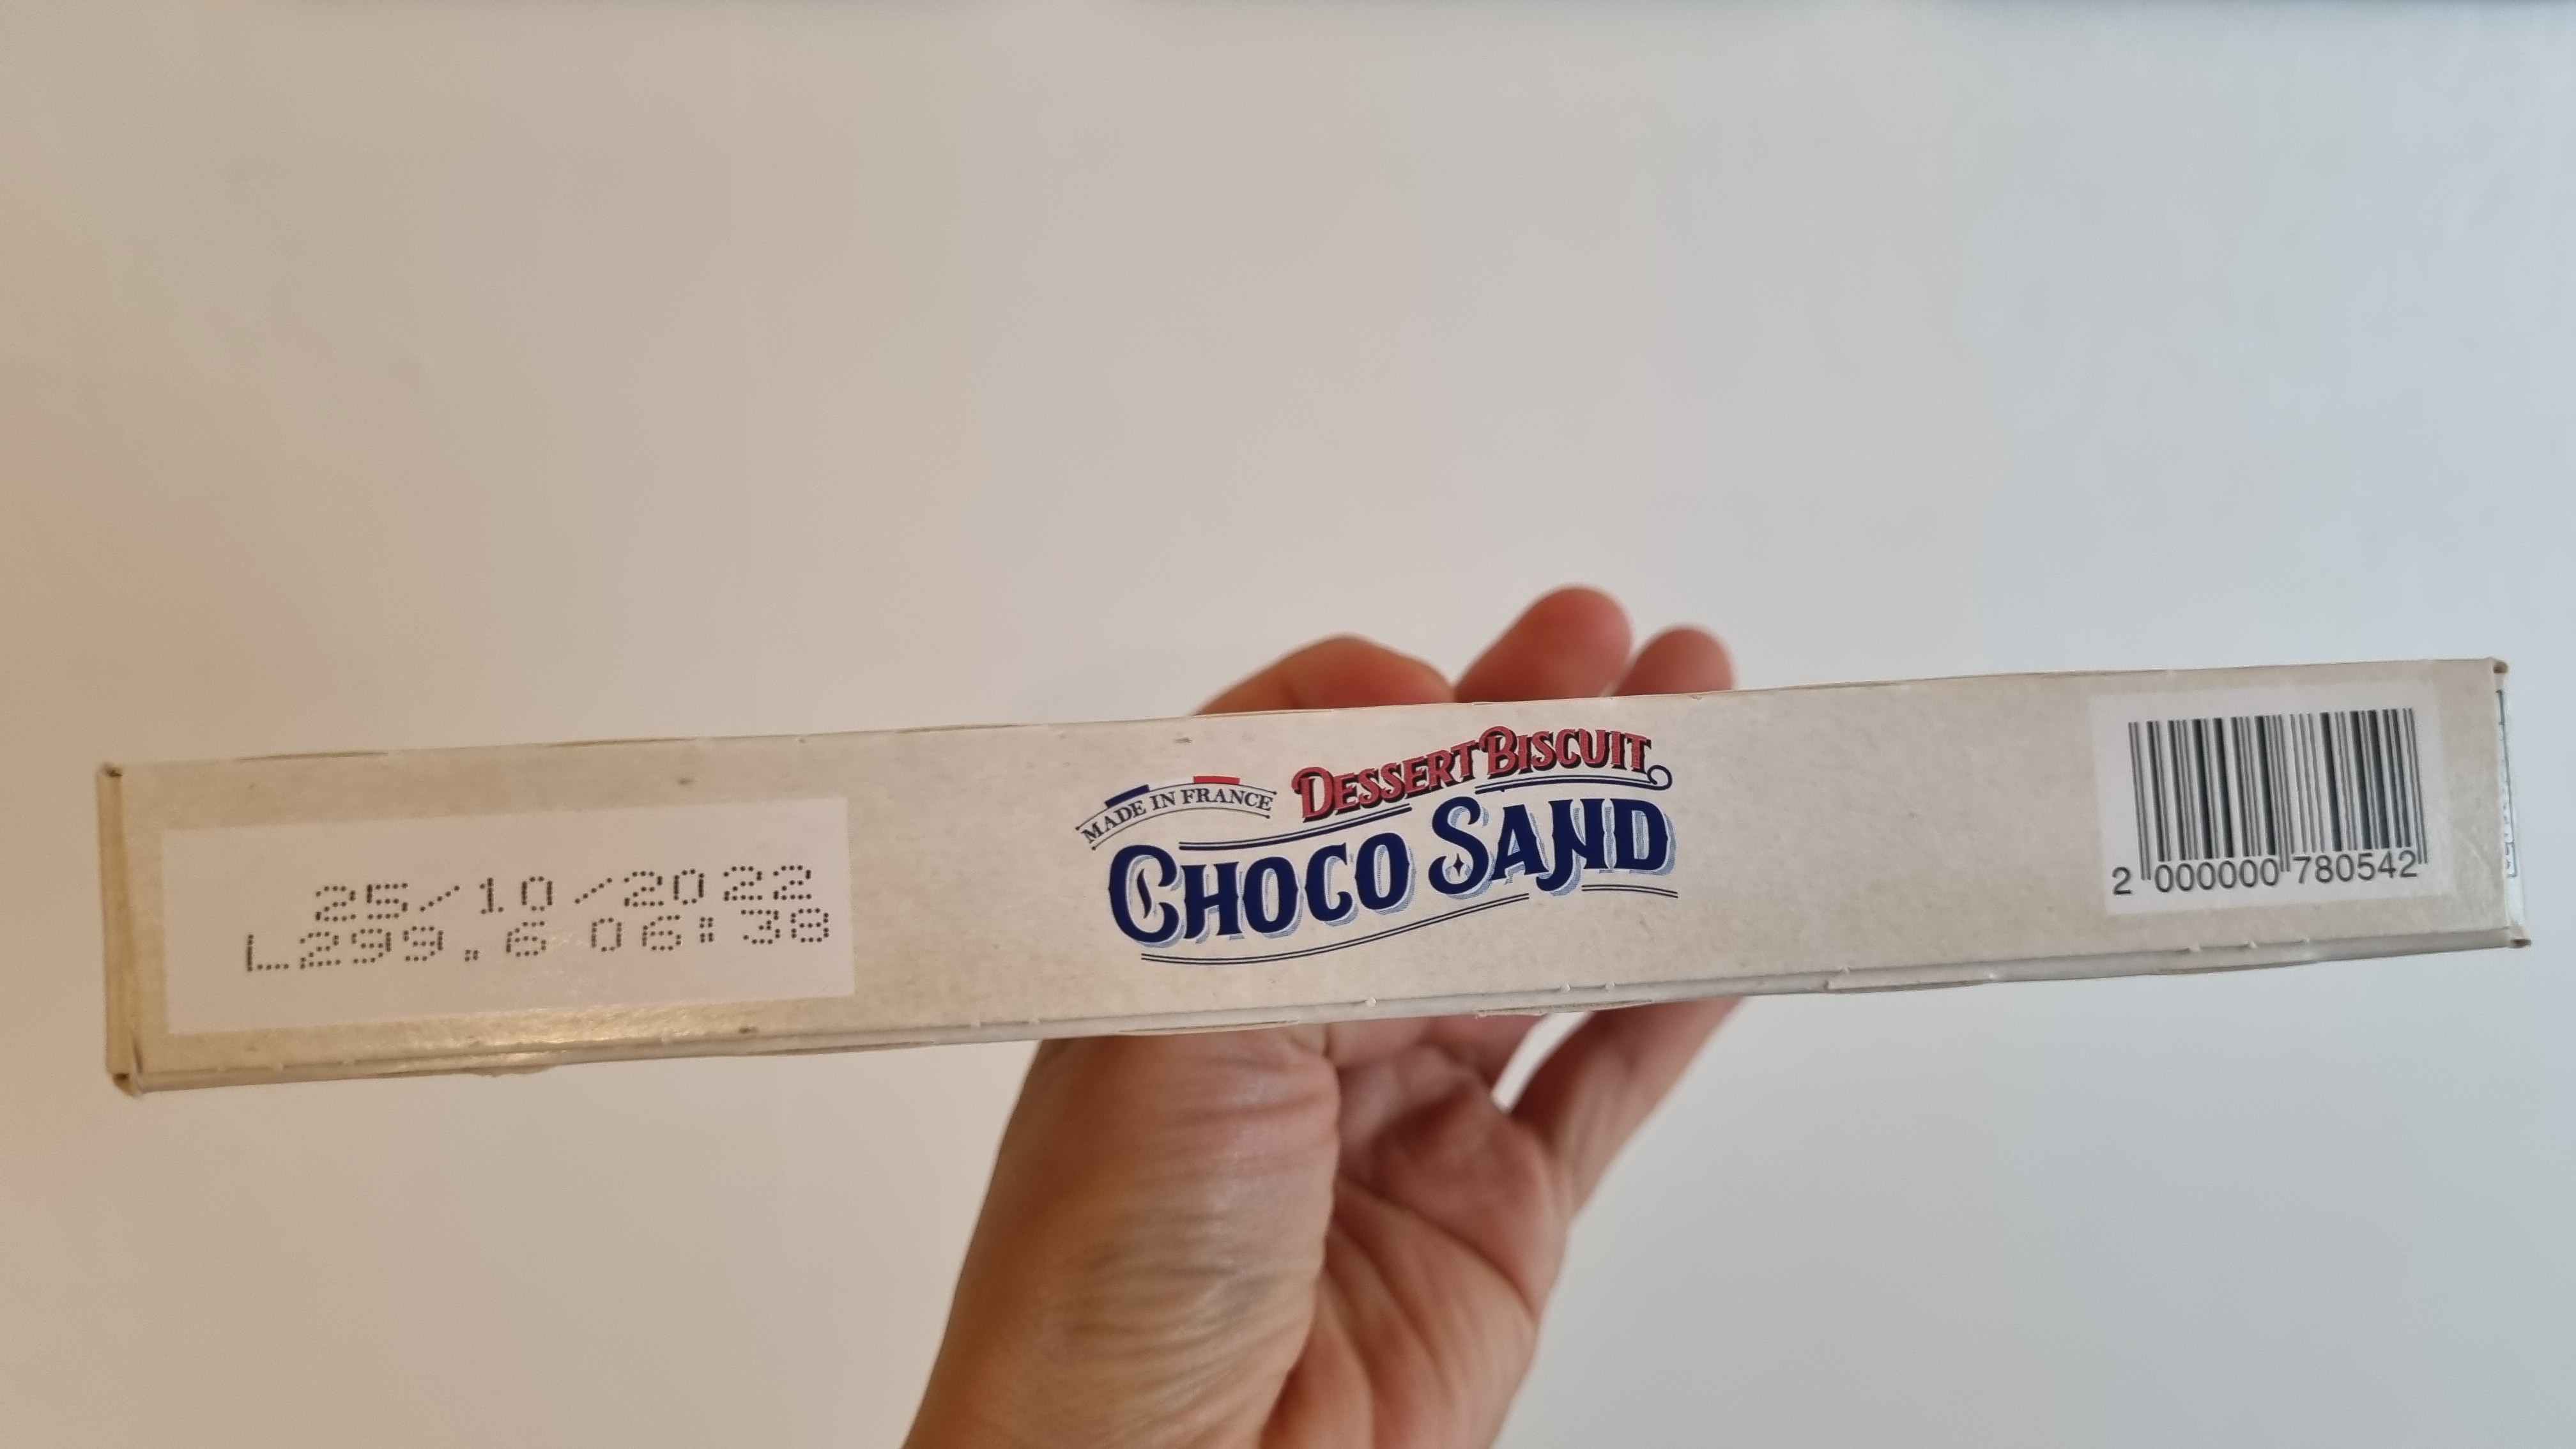 25/10/2022
L299.6 06:38
MADE IN FRANCE
DESSERT BISCUIT
CHOCO SAND
2 000000 780542